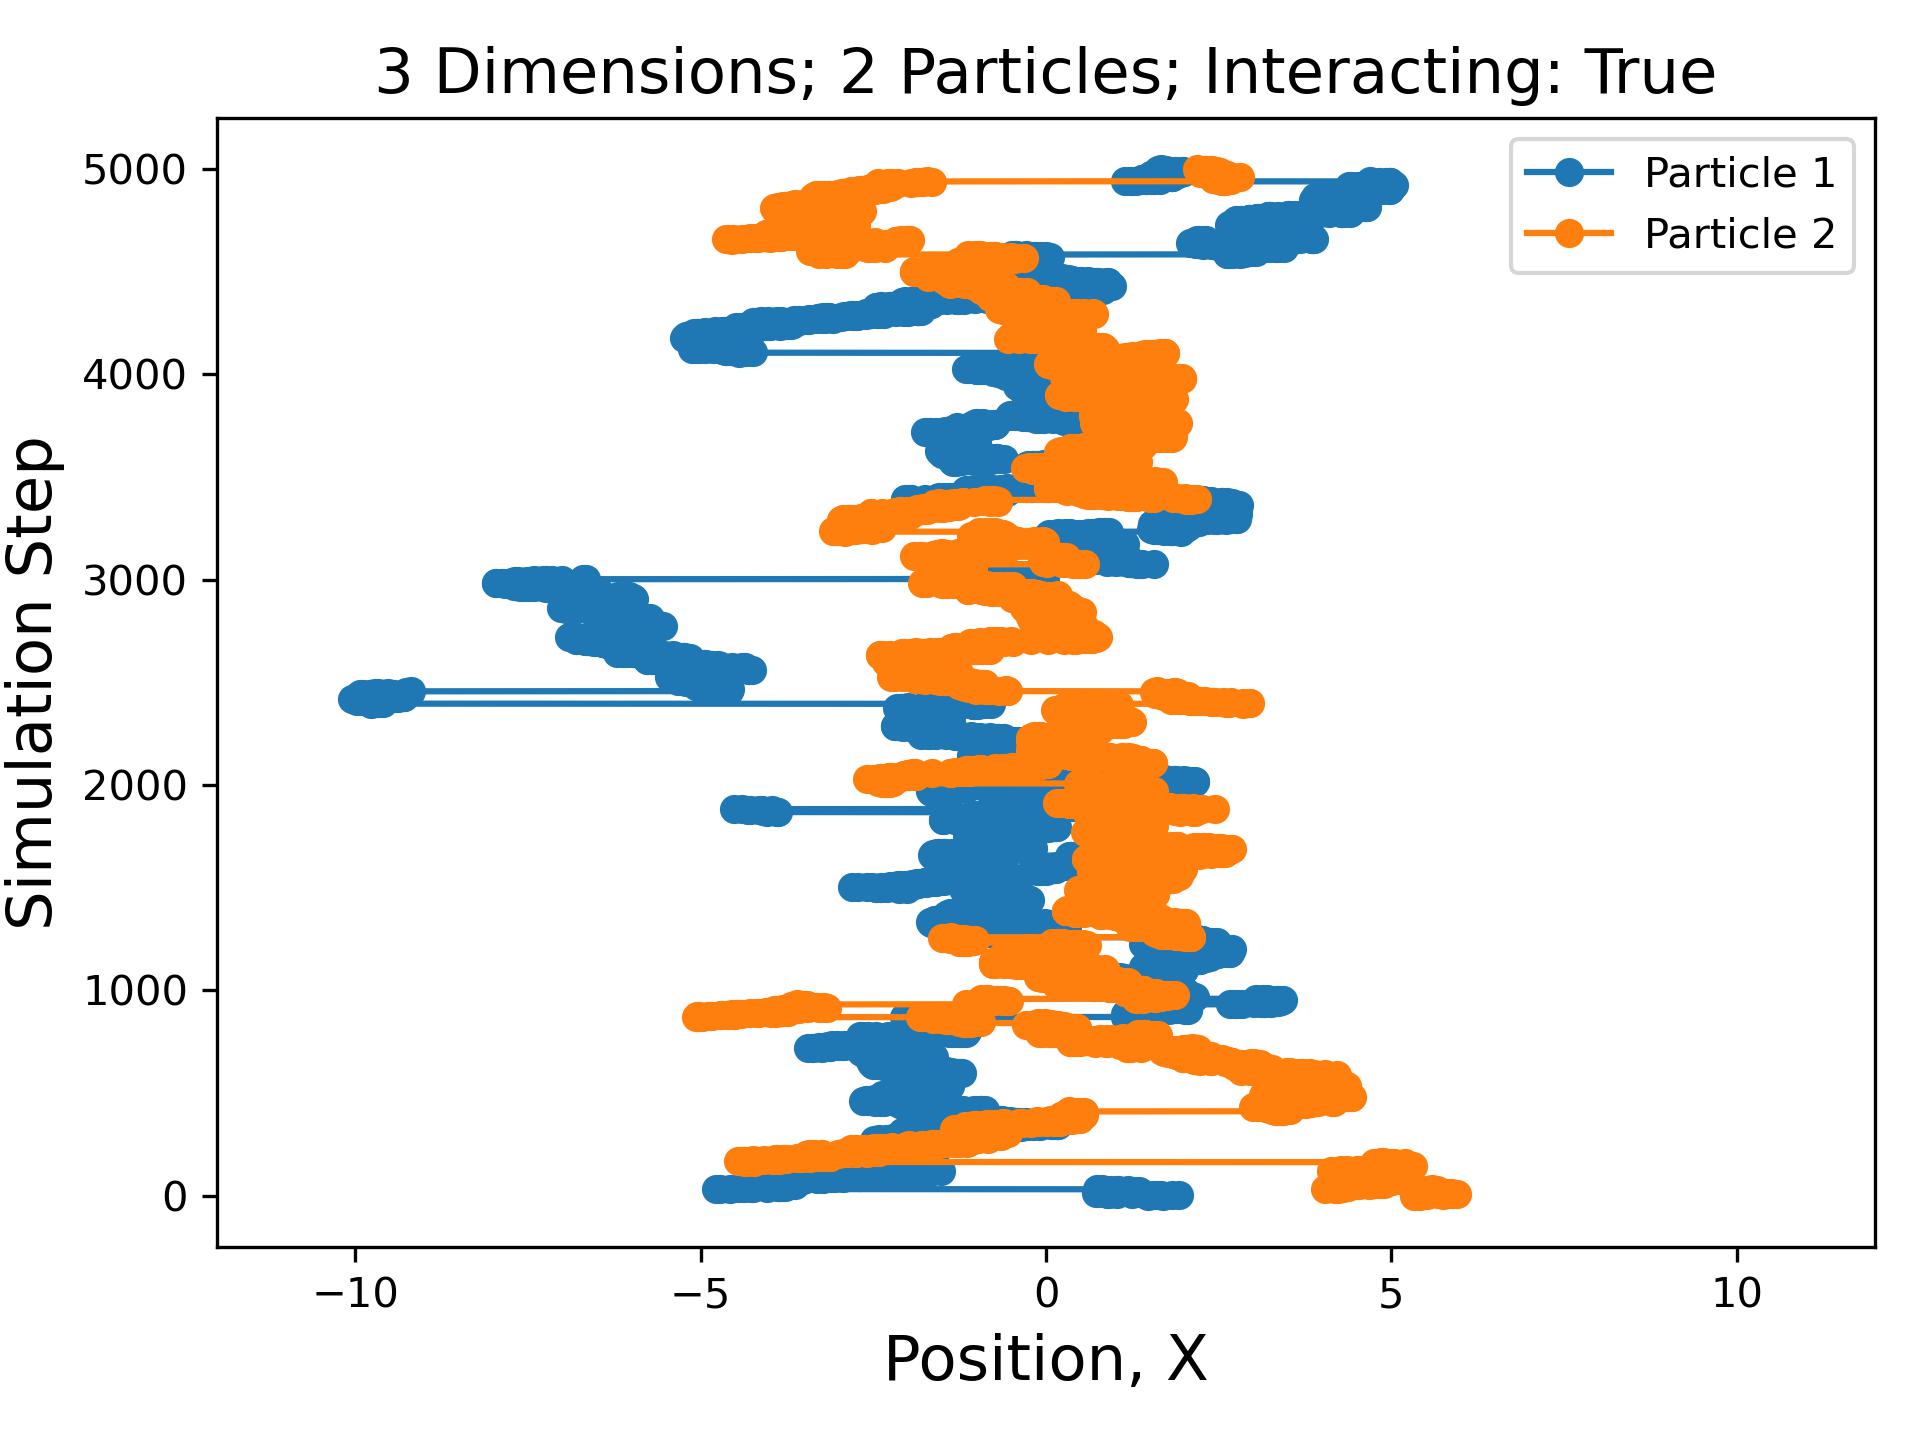 3 Dimensions; 2 Particles; Interacting: True
Particle 1
Particle 2
Simulation Step
5000
4000
3000
2000
1000
0
−10
−5
0
5
10
Position, X